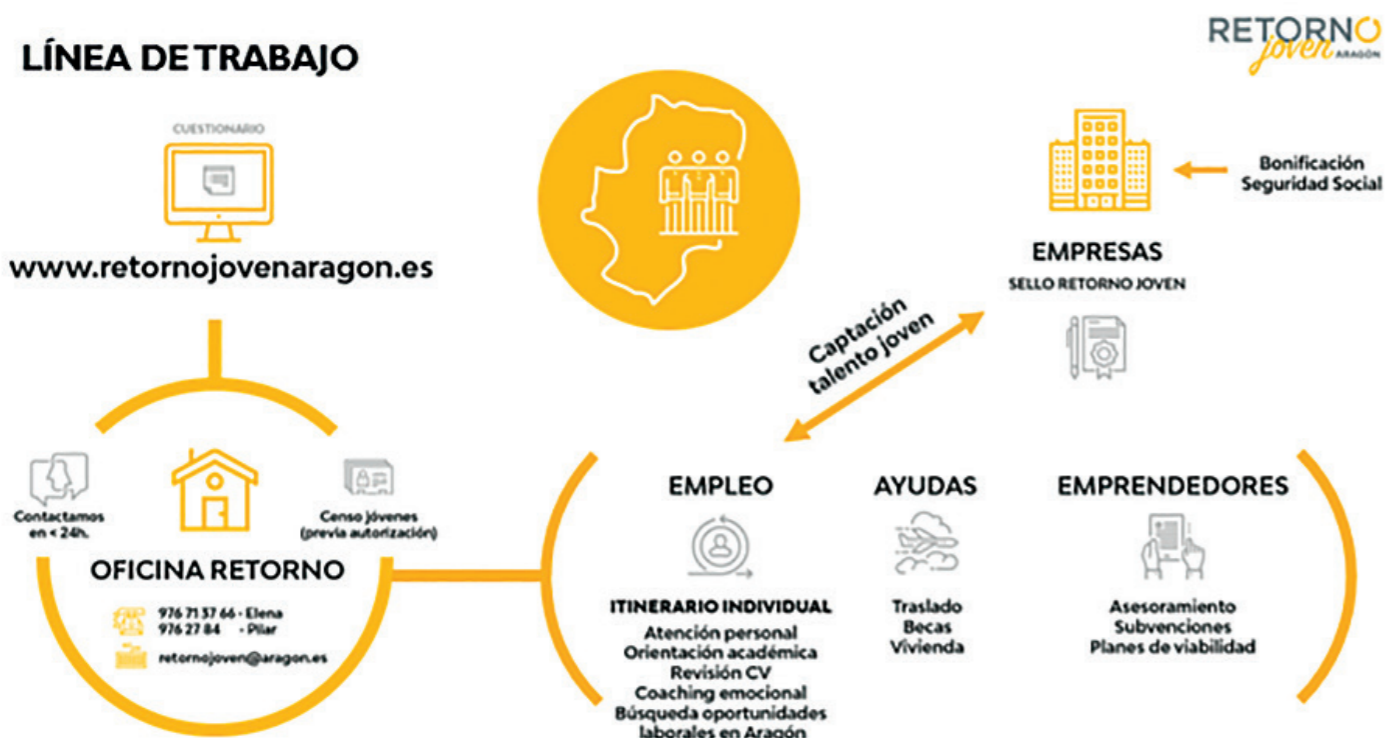 LÍNEA DE TRABAJO
RETORNO
joven ARAGÓN
CUESTIONARIO
www.retornojovenaragon.es
Bonificación
Seguridad Social
EMPRESAS
SELLO RETORNO JOVEN
Captación
talento joven
Contactamos
en < 24h.
Censo jóvenes
(previa autorización)
OFICINA RETORNO
976 71 37 66 - Elena
976 27 84 - Pilar
retornojoven@aragon.es
EMPLEO
ITINERARIO INDIVIDUAL
Atención personal
Orientación académica
Revisión CV
Coaching emocional
Búsqueda oportunidades
laborales en Aragón
AYUDAS
Traslado
Becas
Vivienda
EMPRENDEDORES
Asesoramiento
Subvenciones
Planes de viabilidad